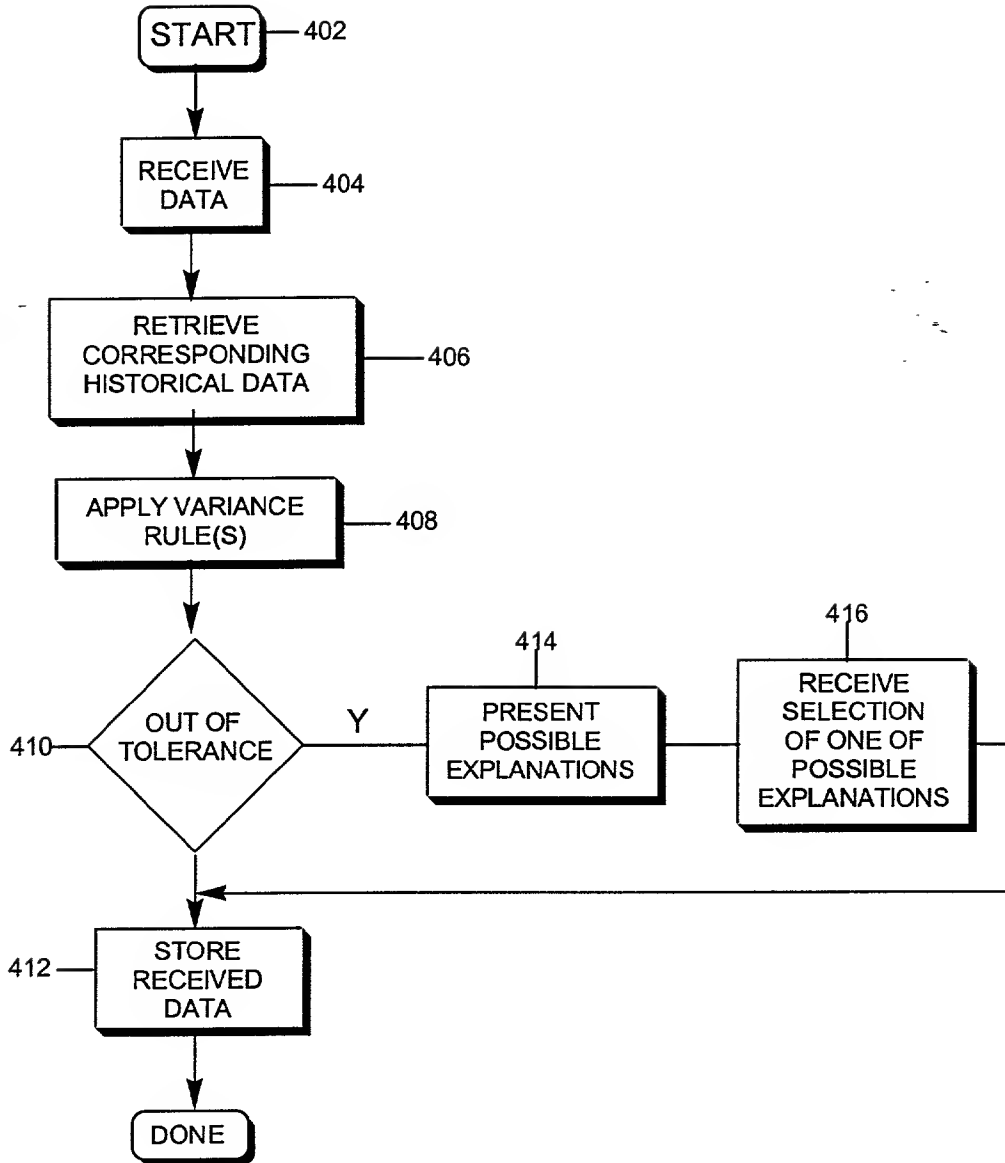 START
402
RECEIVE
DATA
404
RETRIEVE
CORRESPONDING
HISTORICAL DATA
406
APPLY VARIANCE
RULE(S)
408
OUT OF
TOLERANCE
410
Y
414
PRESENT
POSSIBLE
EXPLANATIONS
416
RECEIVE
SELECTION
OF ONE OF
POSSIBLE
EXPLANATIONS
412
STORE
RECEIVED
DATA
DONE